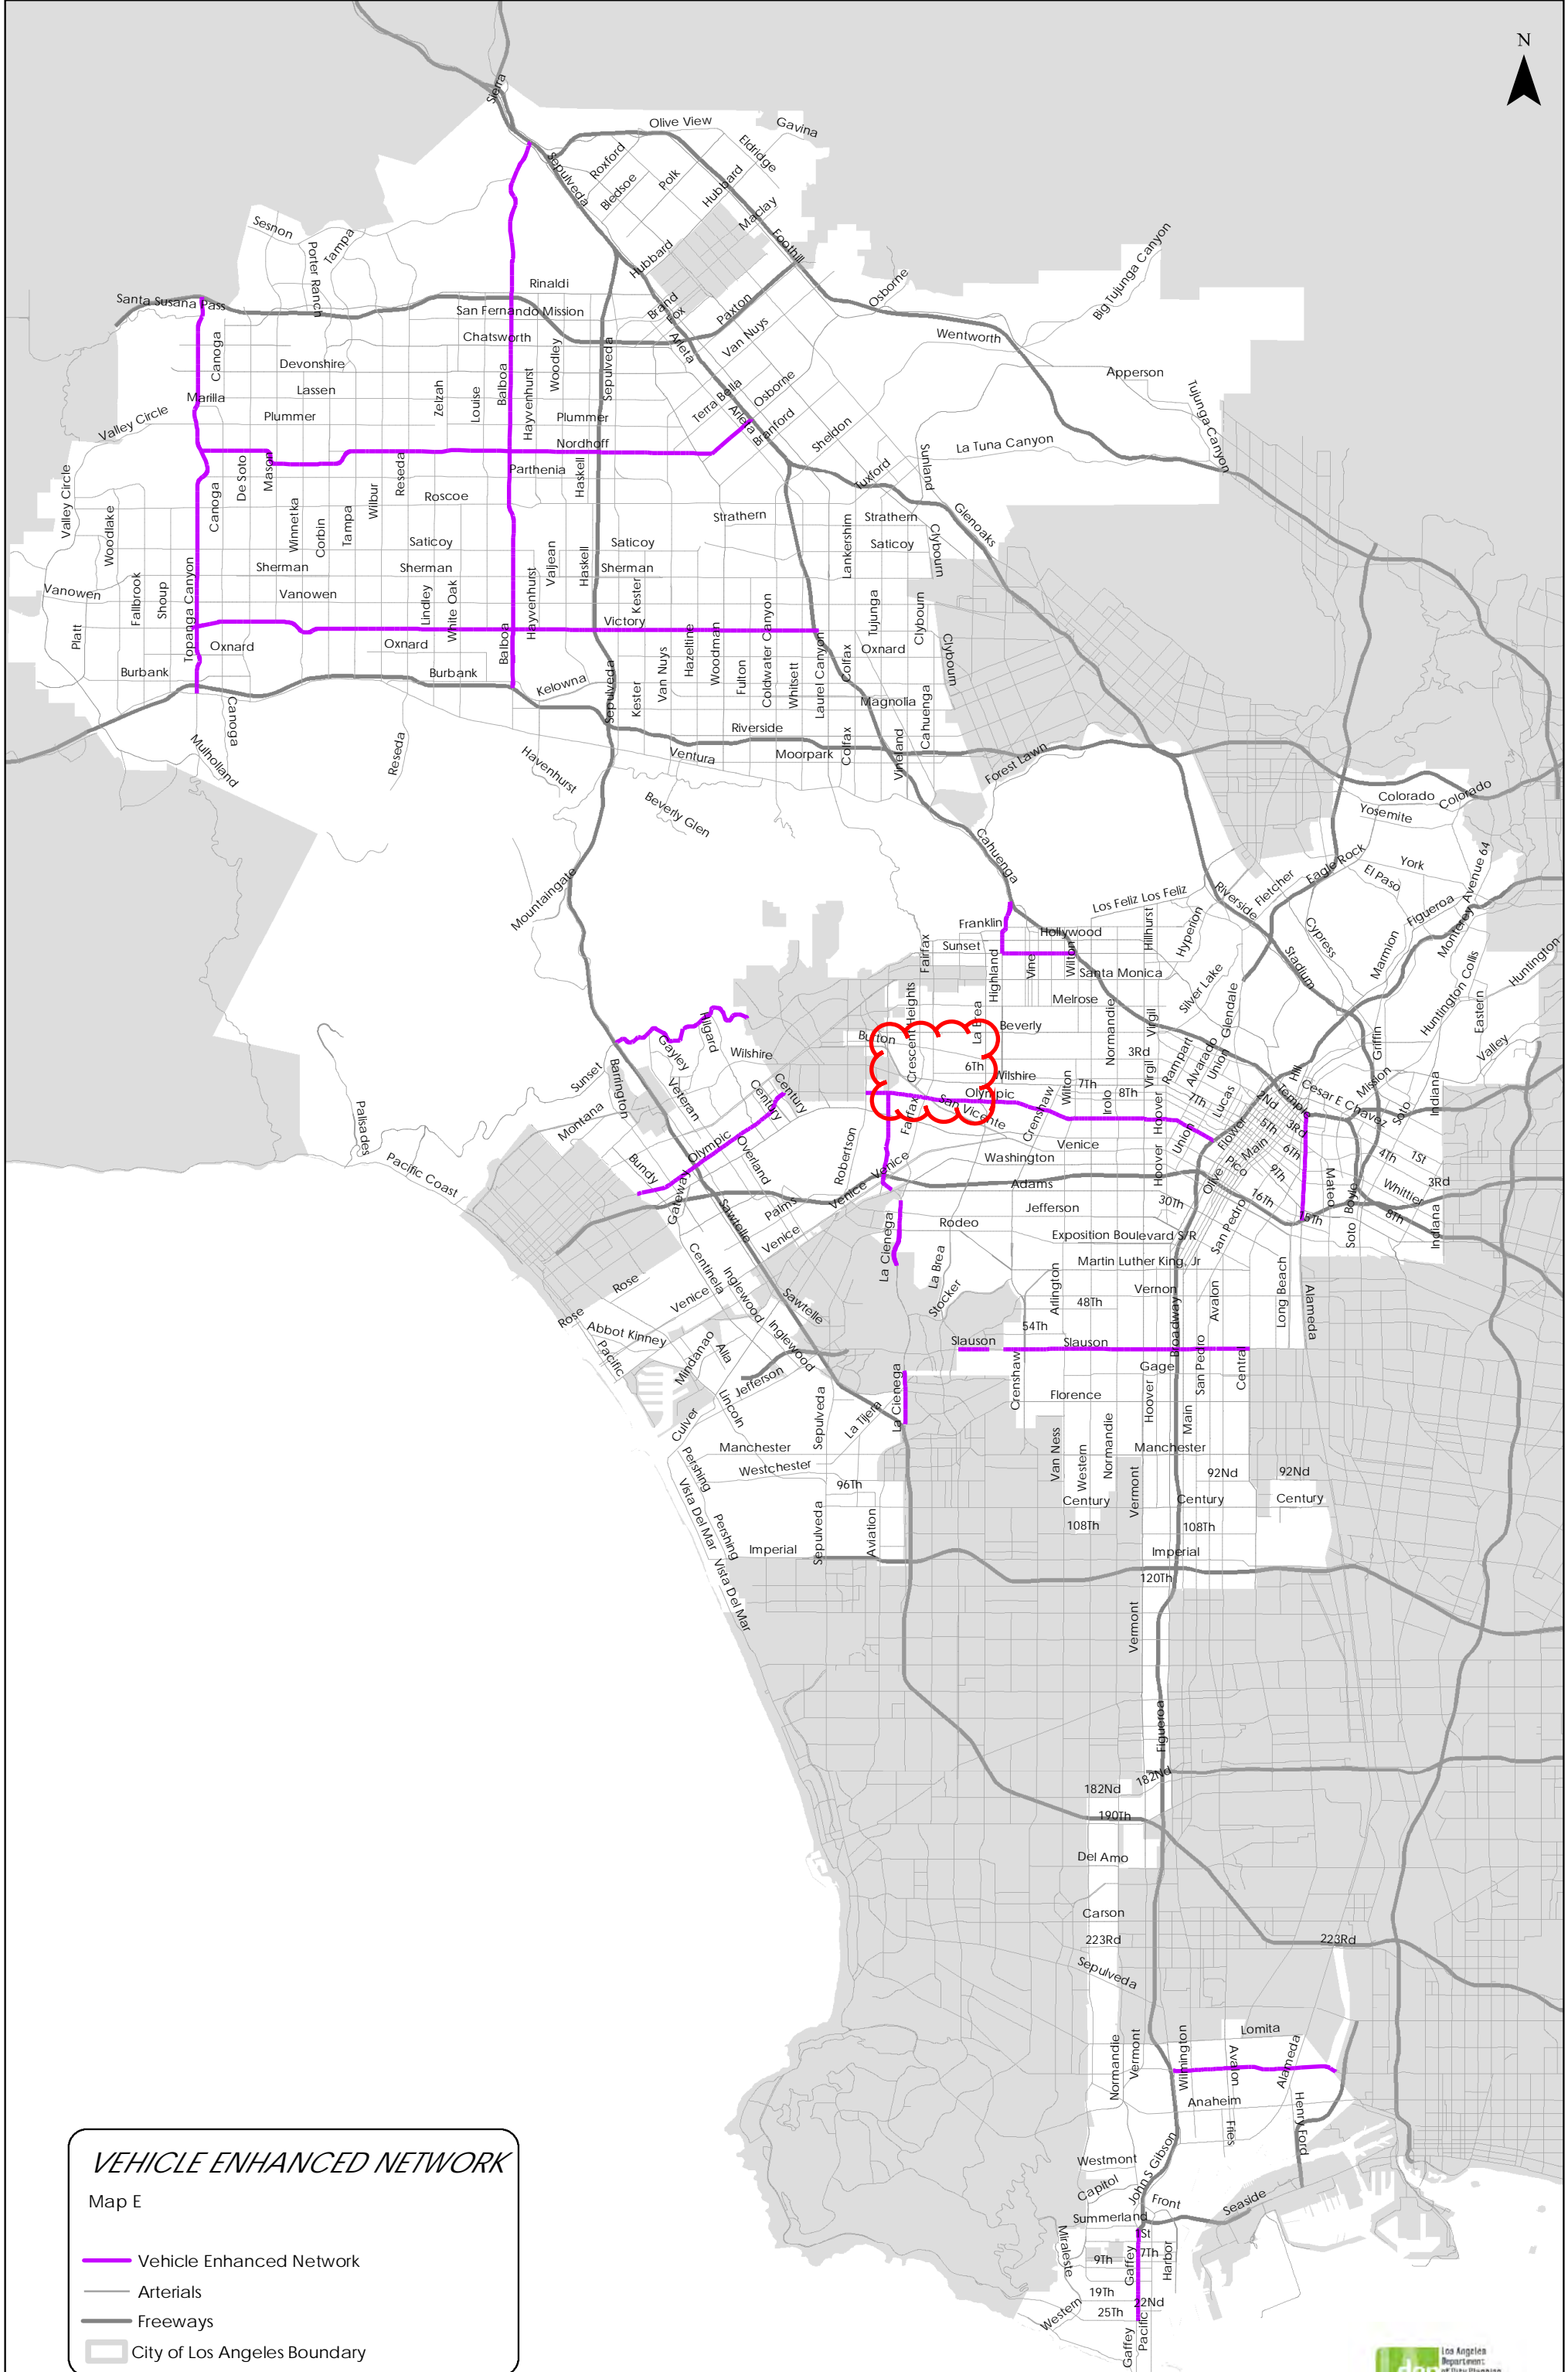 N
Sierra
Olive View
Gavina
Eldridge
Roxford
Sepulveda
Bledsoe
Polk
Hubbard
Maclay
Foothill
Sesnon
Tampa
Porter Ranch
Hubbard
Osborne
Big Tujunga Canyon
Rinaldi
Santa Susana Pass
San Fernando Mission
Brand
Fox
Paxton
Van Nuys
Arleta
Wentworth
Chatsworth
Canoga
Devonshire
Woodley
Sepulveda
Apperson
Lassen
Marilla
Zelzah
Louise
Balboa
Hayvenhurst
Terra Bella
Osborne
Tujunga Canyon
Plummer
Plummer
Valley Circle
Arleta
Branford
Sheldon
Nordhoff
La Tuna Canyon
Parthenia
Valley Circle
De Soto
Mason
Reseda
Haskell
Sunland
Tuxford
Roscoe
Canoga
Woodlake
Winnetka
Corbin
Tampa
Wilbur
Strathern
Strathern
Glenoaks
Saticoy
Saticoy
Saticoy
Lankershim
Clybourn
Sherman
Sherman
Sherman
Valjean
Haskell
Vanowen
Vanowen
Fallbrook
Shoup
Topanga Canyon
Lindley
White Oak
Hayvenhurst
Kester
Victory
Tujunga
Clybourn
Platt
Oxnard
Oxnard
Oxnard
Balboa
Hazeltine
Woodman
Coldwater Canyon
Laurel Canyon
Colfax
Clybourn
Burbank
Burbank
Kelowna
Sepulveda
Kester
Van Nuys
Fulton
Whitsett
Magnolia
Cahuenga
Canoga
Riverside
Mulholland
Reseda
Havenhurst
Ventura
Moorpark
Colfax
Vineland
Forest Lawn
Beverly Glen
Colorado
Colorado
Yosemite
Cahuenga
Mountaingate
York
El Paso
Eagle Rock
Avenue 64
Fletcher
Riverside
Los Feliz Los Feliz
Franklin
Hollywood
Hillhurst
Hyperion
Cypress
Figueroa
Monterey
Marmion
Fairfax
Sunset
Highland
Vine
Wilton
Santa Monica
Silver Lake
Stadium
Collis
Huntington
Huntington
Melrose
Crescent Heights
La Brea
Normandie
Virgil
Glendale
Eastern
Hilgard
Gayley
Wilshire
Burton
Beverly
3Rd
Rampart
Alvarado
Union
Griffin
Valley
Sunset
Barrington
Veteran
Century
Century
6Th
Wilshire
7Th
8Th
Virgil
7Th
Lucas
Hill
Temple
Cesar E Chavez
Mission
Soto
Indiana
Palisades
Montana
Olympic
San Vicente
Fairfax
Crenshaw
Wilton
Irolo
Hoover
2Nd
3Rd
5Th
6Th
Bundy
Olympic
Overland
Robertson
Venice
Washington
Venice
Union
Flower
Main
Pico
Olive
9Th
16Th
Mateo
4Th
1St
Whittier
3Rd
Pacific Coast
Gateway
Sawtelle
Palms
Venice
Venice
Adams
Hoover
30Th
San Pedro
15Th
Boyle
8Th
Soto
Indiana
Jefferson
Rodeo
Exposition Boulevard S/R
Centinela
La Cienega
La Brea
Stocker
Martin Luther King, Jr
Rose
Rose
Venice
Inglewood
Sawtelle
Arlington
Vernon
Avalon
Long Beach
Alameda
48Th
54Th
Abbot Kinney
Pacific
Mindanao
Alla
Inglewood
Slauson
Slauson
Broadway
Gage
San Pedro
Central
Jefferson
La Cienega
Crenshaw
Florence
Hoover
Main
Culver
Lincoln
Sepulveda
La Tijera
Manchester
Van Ness
Western
Normandie
Manchester
Westchester
Pershing
96Th
92Nd
92Nd
Vermont
Century
Century
Century
Vista Del Mar
Pershing
Sepulveda
Aviation
108Th
108Th
Imperial
Imperial
Vista Del Mar
120Th
Vermont
Figueroa
182Nd
182Nd
190Th
Del Amo
Carson
223Rd
223Rd
Sepulveda
Lomita
Normandie
Vermont
Wilmington
Avalon
Alameda
Anaheim
Fries
Henry Ford
Westmont
John S Gibson
Capitol
Front
Seaside
Summerland
1St
Miraleste
9Th
Gaffey
7Th
Harbor
19Th
Western
25Th
22Nd
Gaffey
Pacific
VEHICLE ENHANCED NETWORK
Map E
Vehicle Enhanced Network
Arterials
Freeways
City of Los Angeles Boundary
Los Angeles
Department
of City Planning